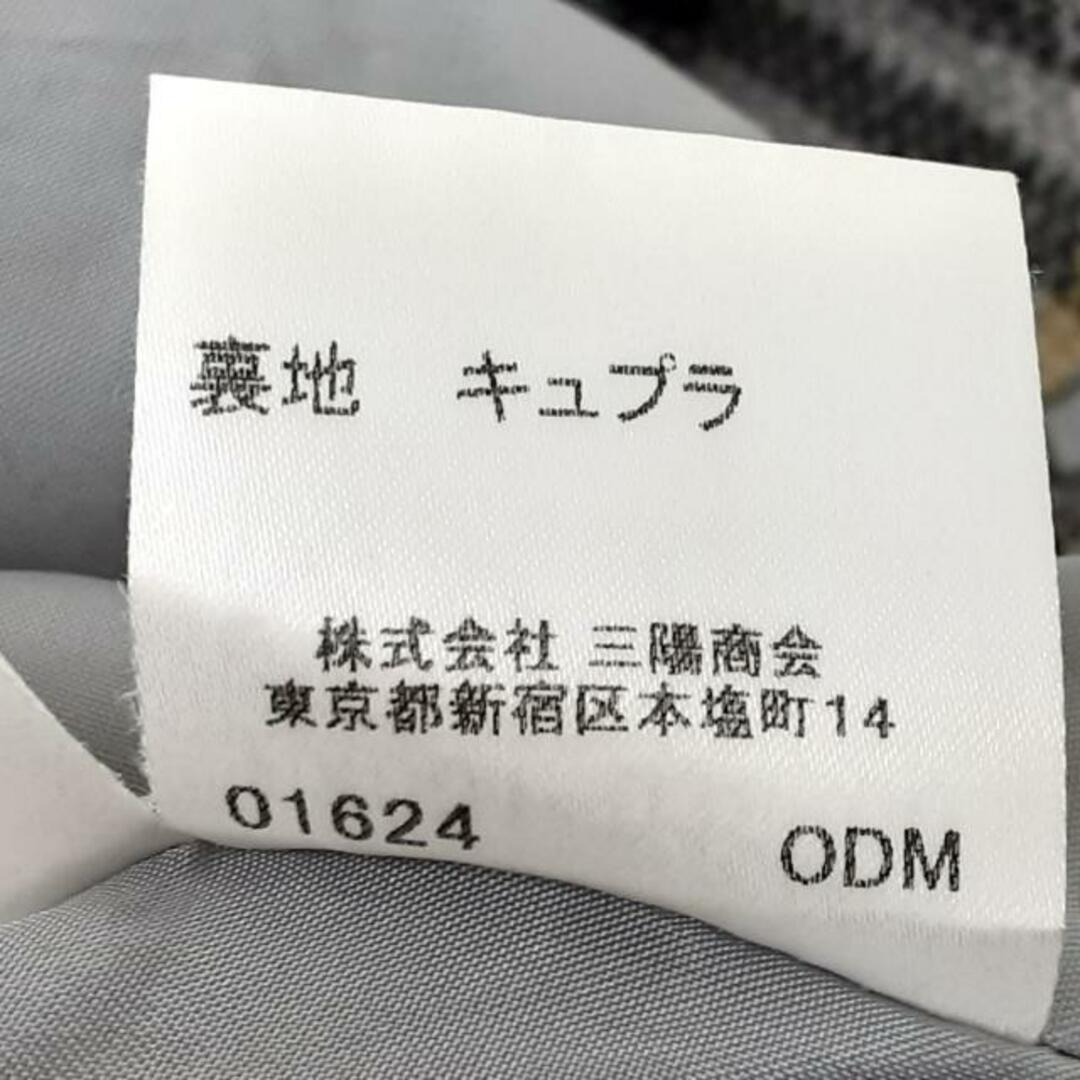 裏地　キュプラ
株式会社 三陽商会
東京都新宿区本塩町14
01624 ODM